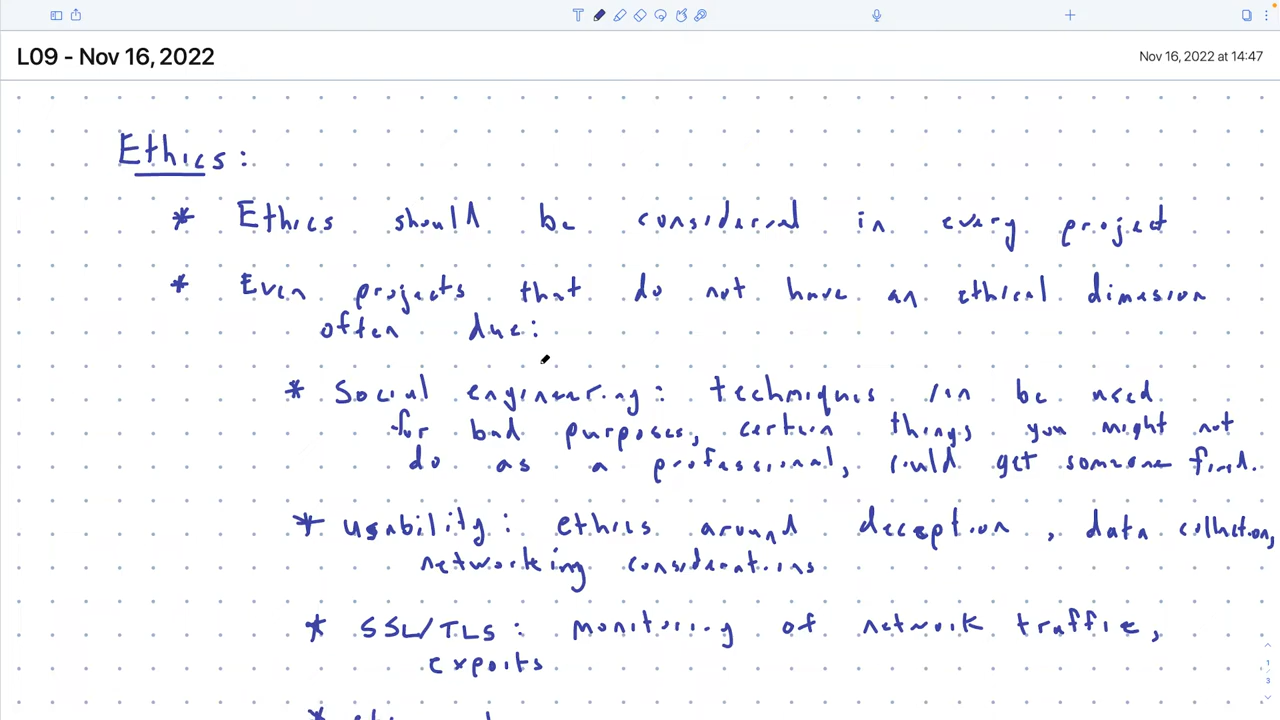 L09 - Nov 16, 2022
Nov 16, 2022 at 14:47
Ethics:
* Ethics should be considered in every project
* Even projects that do not have an ethical dimension
often due:
* Social engineering: techniques can be used
for bad purposes, certain things you might not
do as a professional, could get someone fired.
* usability: ethics around deception, data collection,
networking considerations
* SSL/TLS: monitoring of network traffic,
exports
*
1
3